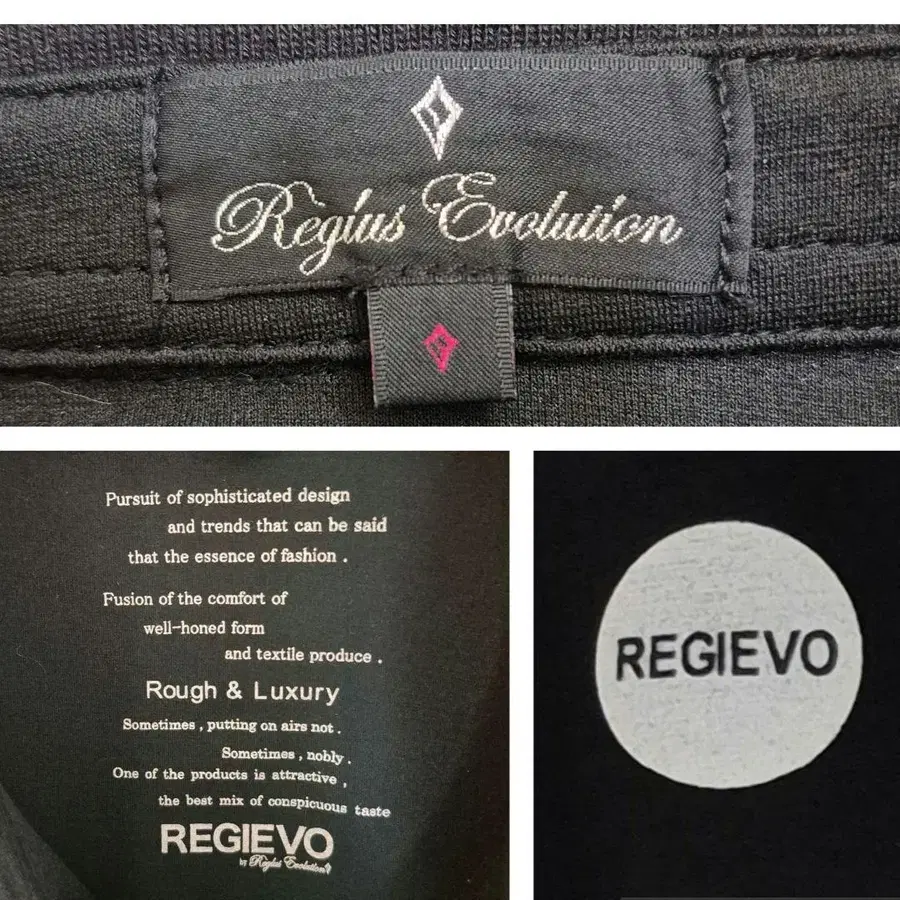 Règius Evolution
Pursuit of sophisticated design
and trends that can be said
that the essence of fashion .
Fusion of the comfort of
well-honed form
and textile produce .
Rough & Luxury
Sometimes , putting on airs not .
Sometimes , nobly .
One of the products is attractive ,
the best mix of conspicuous taste
REGIEVO
by Règius Evolution
REGIEVO